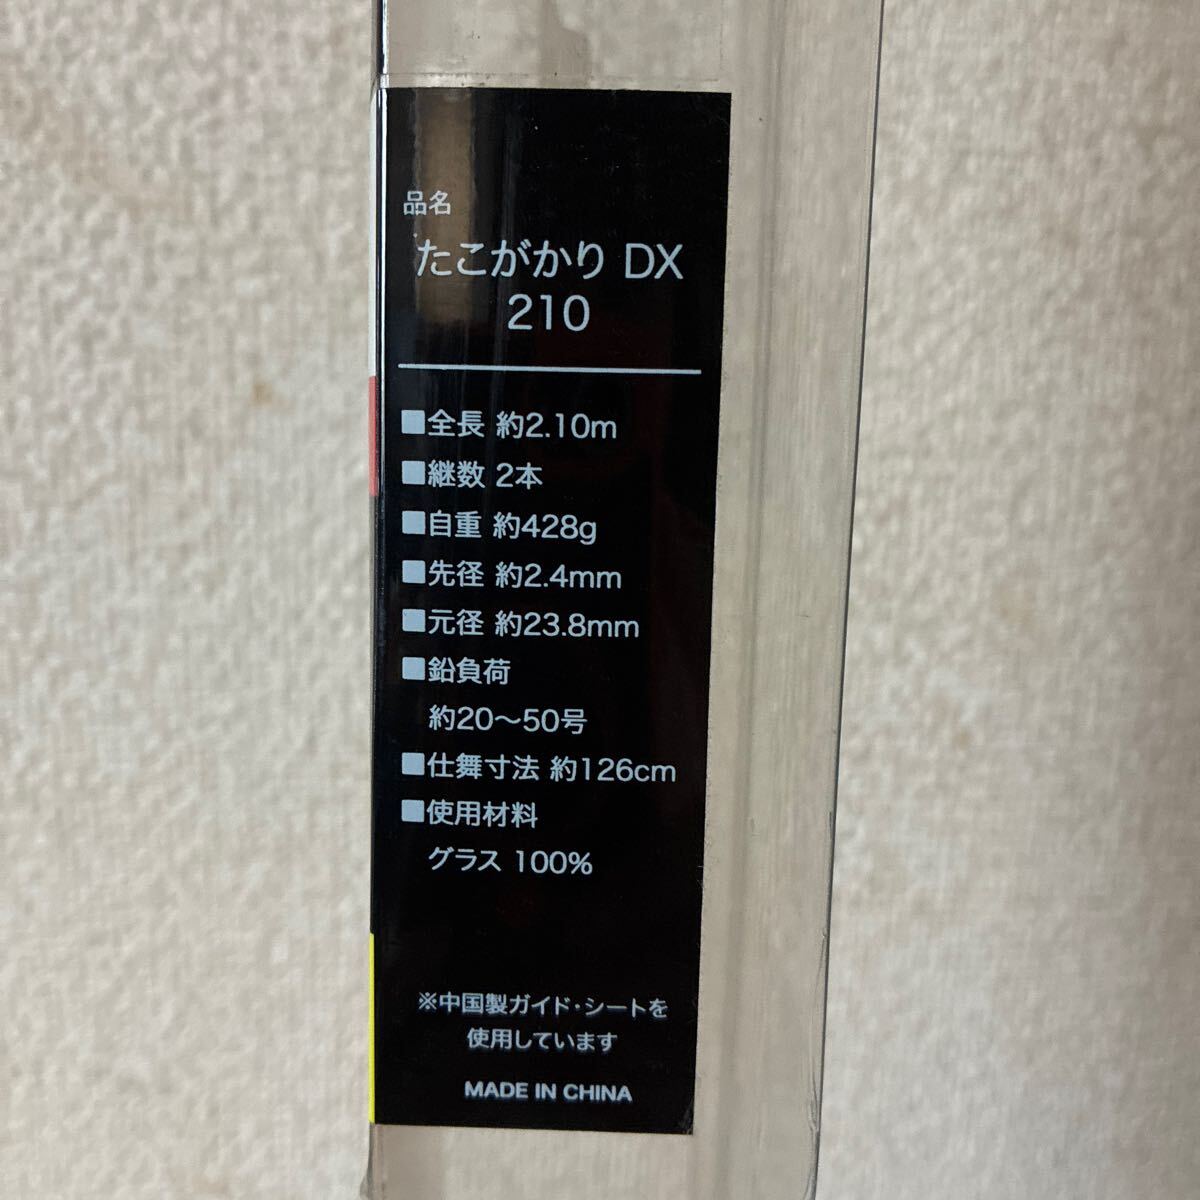 品名
たこがかり DX
210
■全長 約2.10m
■継数 2本
■自重 約428g
■先径 約2.4mm
■元径 約23.8mm
■鉛負荷
約20〜50号
■仕舞寸法 約126cm
■使用材料
グラス 100%
※中国製ガイド・シートを
使用しています
MADE IN CHINA